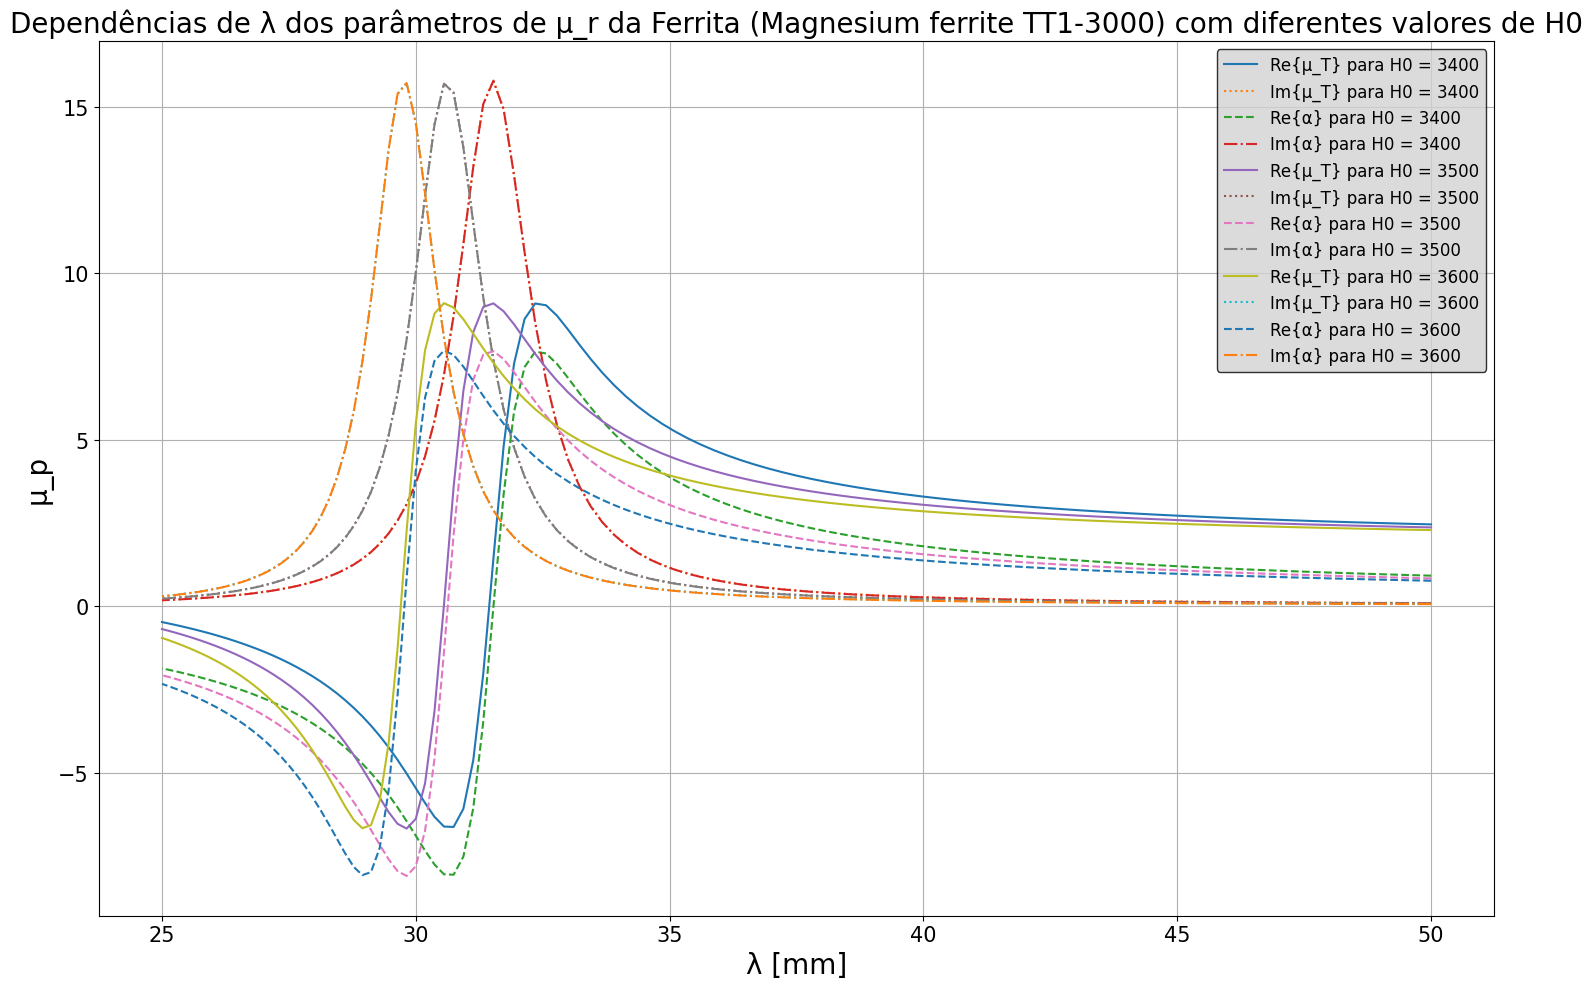 Dependências de λ dos parâmetros de μ_r da Ferrita (Magnesium ferrite TT1-3000) com diferentes valores de H0
Re{μ_T} para H0 = 3400
Im{μ_T} para H0 = 3400
Re{α} para H0 = 3400
Im{α} para H0 = 3400
Re{μ_T} para H0 = 3500
Im{μ_T} para H0 = 3500
Re{α} para H0 = 3500
Im{α} para H0 = 3500
Re{μ_T} para H0 = 3600
Im{μ_T} para H0 = 3600
Re{α} para H0 = 3600
Im{α} para H0 = 3600
μ_p
15
10
5
0
−5
25 30 35 40 45 50
λ [mm]